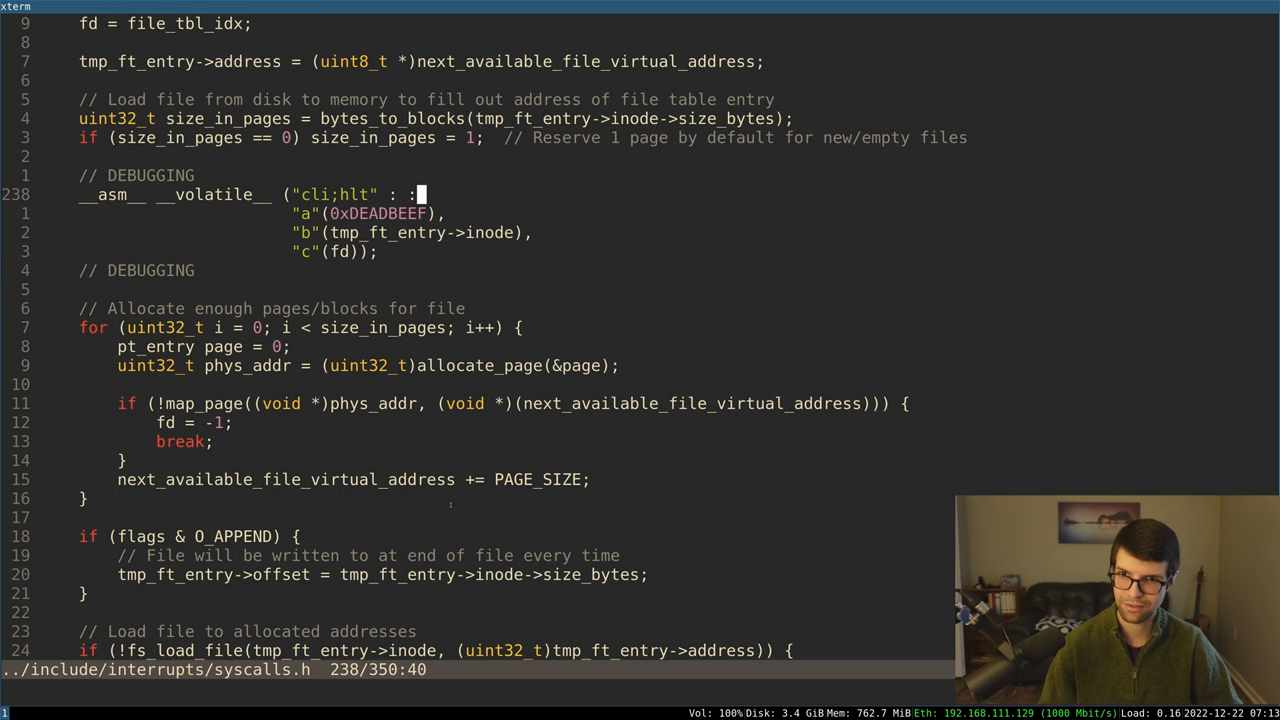 xterm
9     fd = file_tbl_idx;
8
7     tmp_ft_entry->address = (uint8_t *)next_available_file_virtual_address;
6
5     // Load file from disk to memory to fill out address of file table entry
4     uint32_t size_in_pages = bytes_to_blocks(tmp_ft_entry->inode->size_bytes);
3     if (size_in_pages == 0) size_in_pages = 1;  // Reserve 1 page by default for new/empty files
2
1     // DEBUGGING
238     __asm__ __volatile__ ("cli;hlt" : :
1                           "a"(0xDEADBEEF),
2                           "b"(tmp_ft_entry->inode),
3                           "c"(fd));
4     // DEBUGGING
5
6     // Allocate enough pages/blocks for file
7     for (uint32_t i = 0; i < size_in_pages; i++) {
8         pt_entry page = 0;
9         uint32_t phys_addr = (uint32_t)allocate_page(&page);
10
11         if (!map_page((void *)phys_addr, (void *)(next_available_file_virtual_address))) {
12             fd = -1;
13             break;
14         }
15         next_available_file_virtual_address += PAGE_SIZE;
16     }
17
18     if (flags & O_APPEND) {
19         // File will be written to at end of file every time
20         tmp_ft_entry->offset = tmp_ft_entry->inode->size_bytes;
21     }
22
23     // Load file to allocated addresses
24     if (!fs_load_file(tmp_ft_entry->inode, (uint32_t)tmp_ft_entry->address)) {
../include/interrupts/syscalls.h  238/350:40
1 Vol: 100% Disk: 3.4 GiB Mem: 762.7 MiB Eth: 192.168.111.129 (1000 Mbit/s) Load: 0.16 2022-12-22 07:13